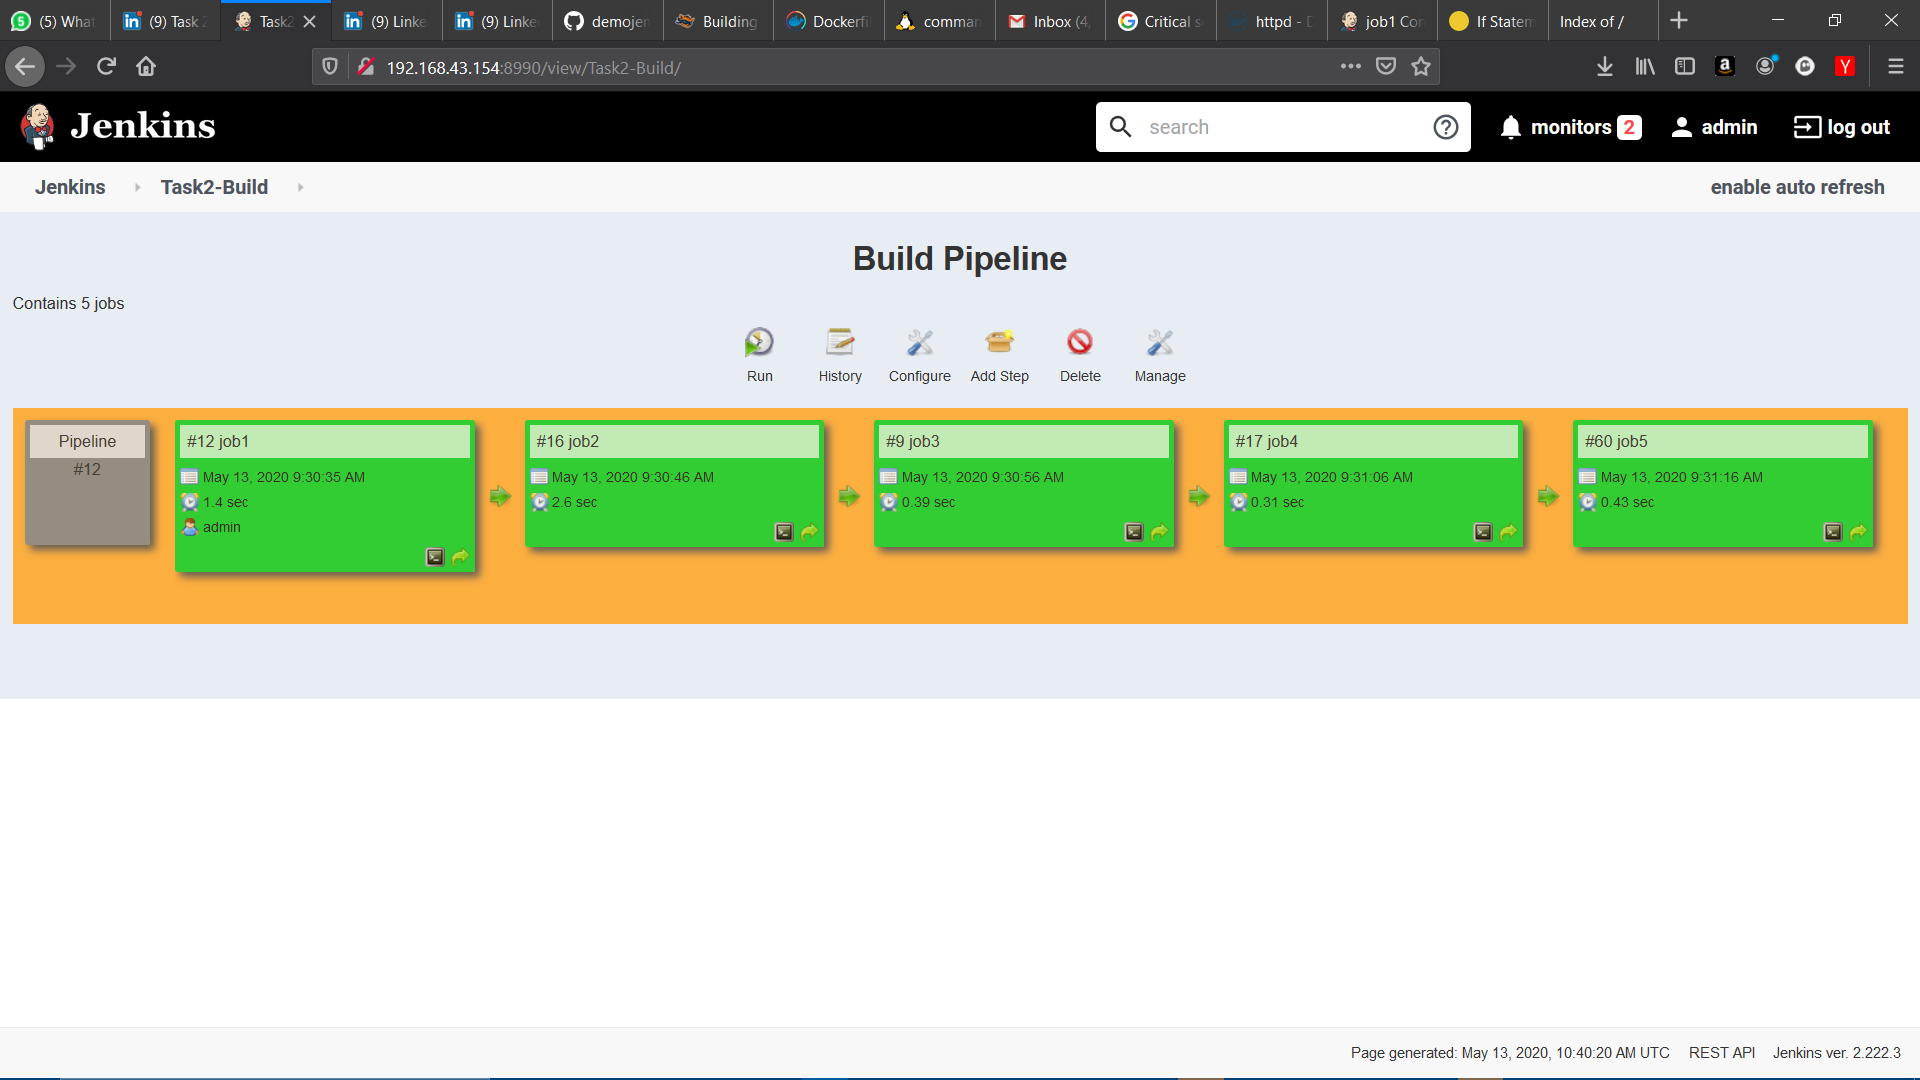 (5) What
(9) Task 2
Task2
(9) Linke
(9) Linke
demojen
Building
Dockerfi
comman
Inbox (4,
Critical s
httpd - D
job1 Con
If Statem
Index of /
192.168.43.154:8990/view/Task2-Build/
Jenkins
search
monitors 2
admin
log out
Jenkins
Task2-Build
enable auto refresh
Build Pipeline
Contains 5 jobs
Run
History
Configure
Add Step
Delete
Manage
Pipeline
#12
#12 job1
May 13, 2020 9:30:35 AM
1.4 sec
admin
#16 job2
May 13, 2020 9:30:46 AM
2.6 sec
#9 job3
May 13, 2020 9:30:56 AM
0.39 sec
#17 job4
May 13, 2020 9:31:06 AM
0.31 sec
#60 job5
May 13, 2020 9:31:16 AM
0.43 sec
Page generated: May 13, 2020, 10:40:20 AM UTC
REST API
Jenkins ver. 2.222.3